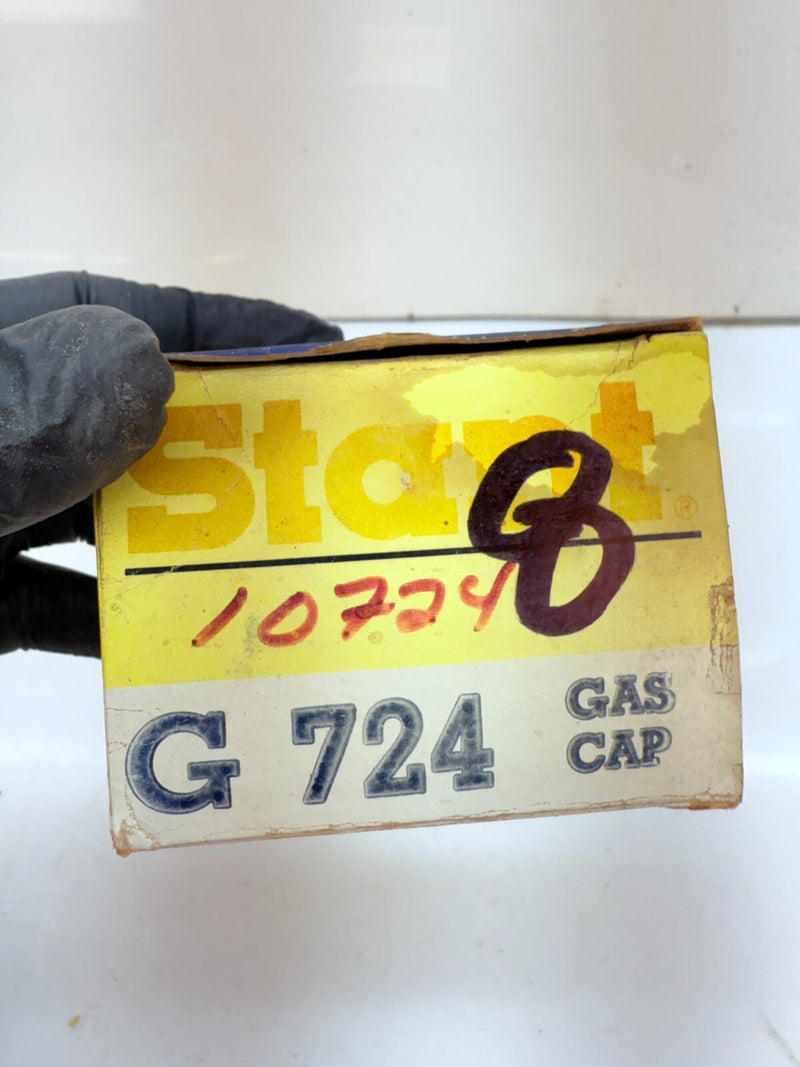 Stant ®
8
10724
G 724 GAS CAP